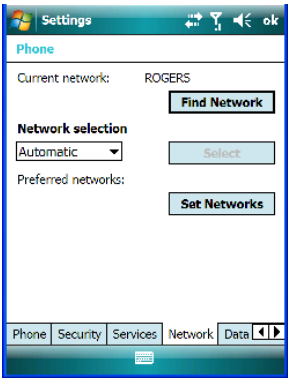 Settings ok
Phone
Current network: ROGERS
Find Network
Network selection
Automatic Select
Preferred networks:
Set Networks
Phone Security Services Network Data